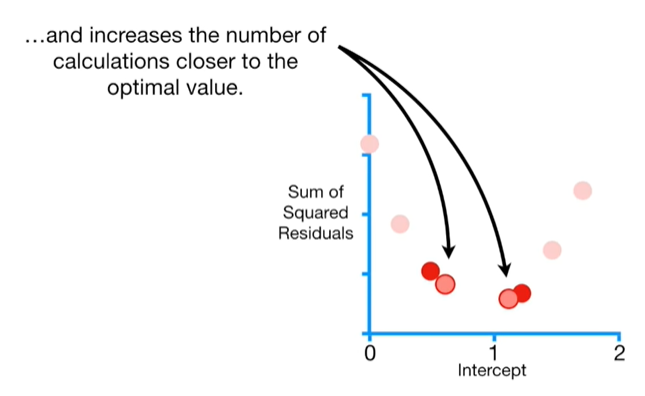 ...and increases the number of
calculations closer to the
optimal value.
Sum of
Squared
Residuals
0
1
2
Intercept